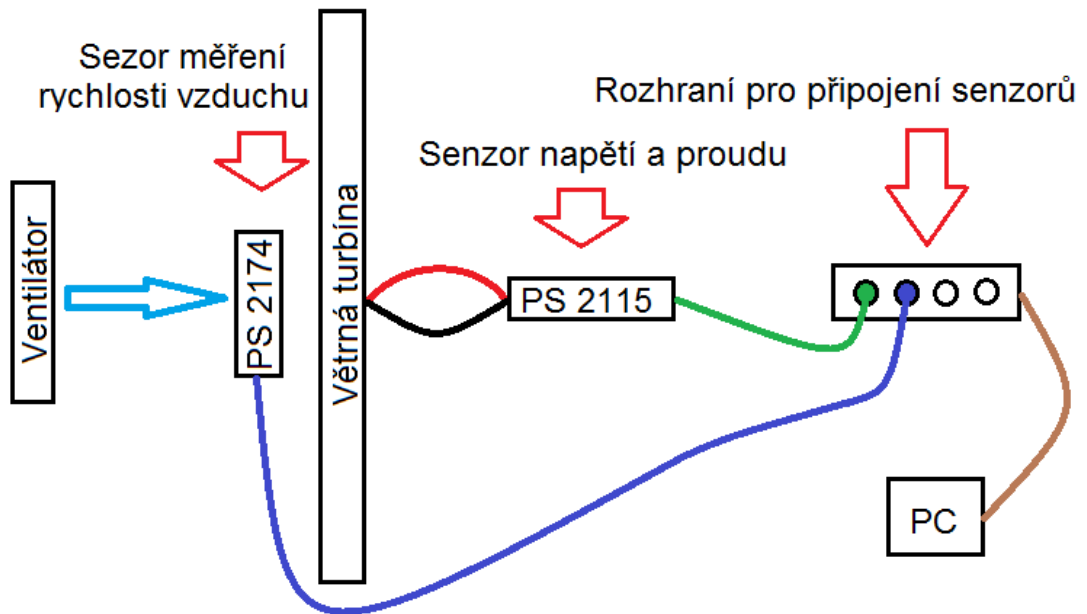 Sezor měření
rychlosti vzduchu
Rozhraní pro připojení senzorů
Senzor napětí a proudu
Ventilátor
PS 2174
Větrná turbína
PS 2115
PC